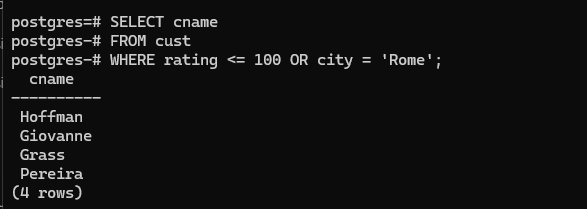 postgres=# SELECT cname
postgres-# FROM cust
postgres-# WHERE rating <= 100 OR city = 'Rome';
  cname
----------
 Hoffman
 Giovanne
 Grass
 Pereira
(4 rows)